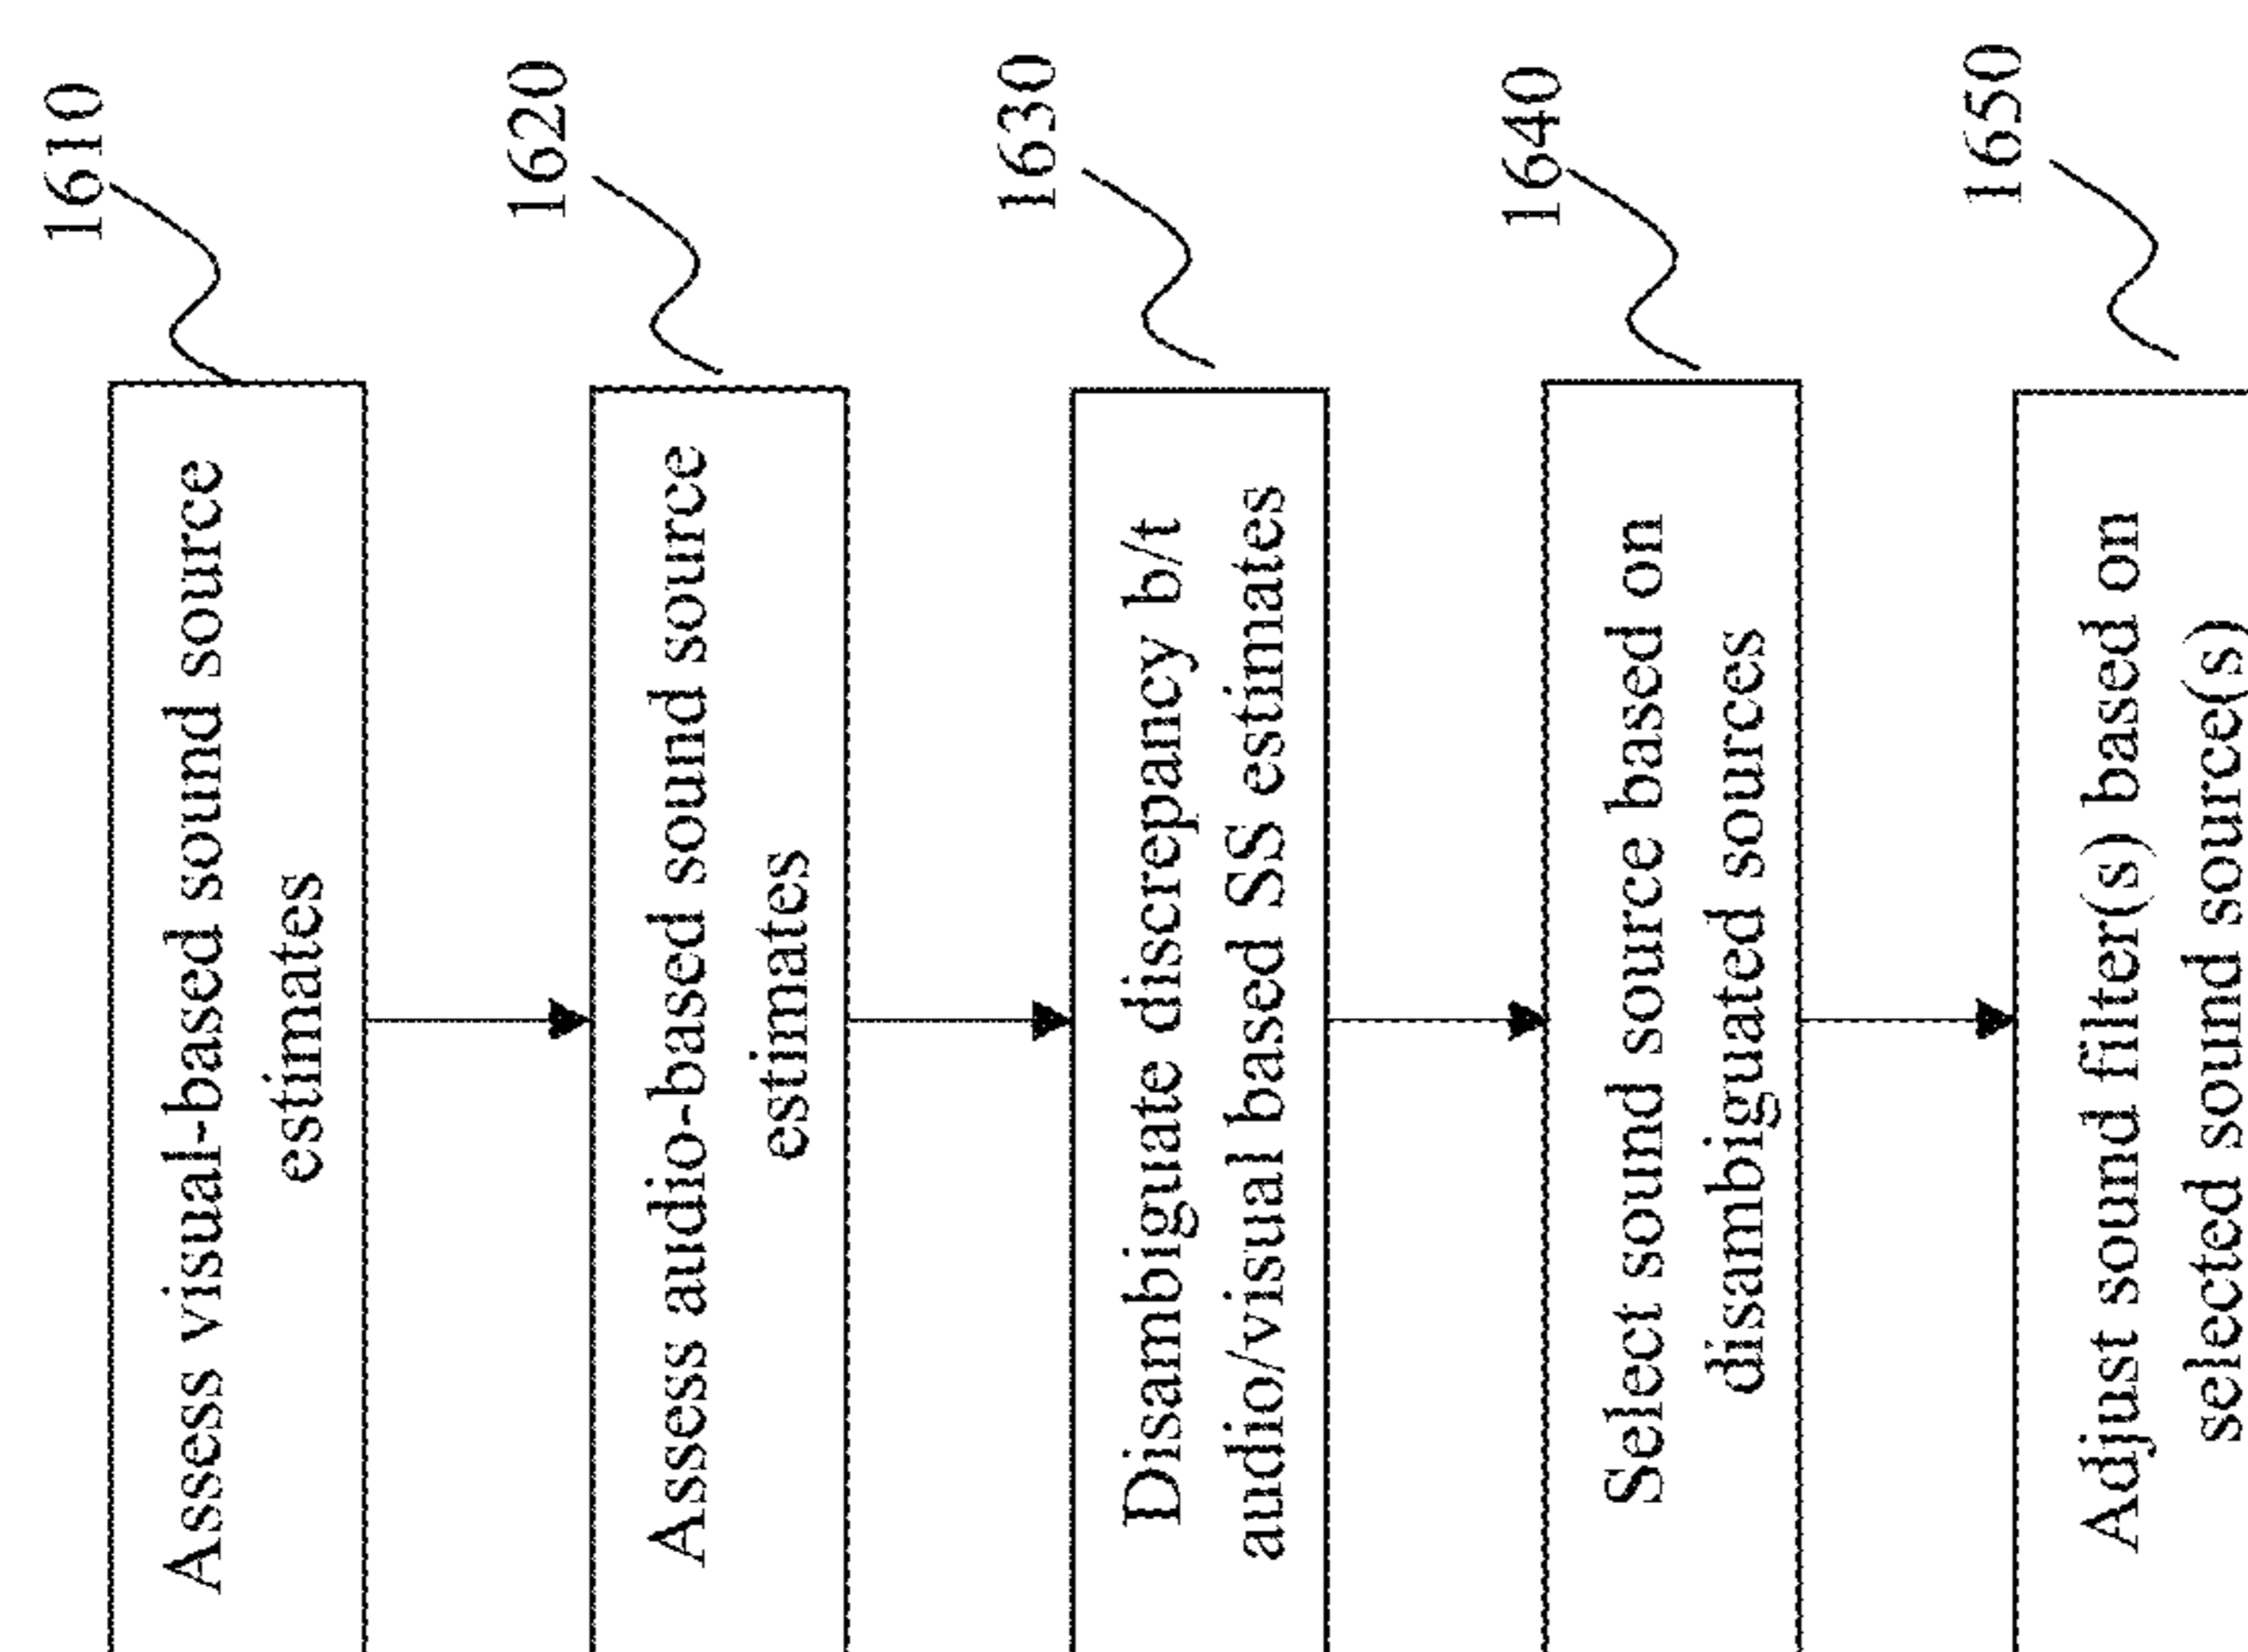 1610
Assess visual-based sound source
estimates
1620
Assess audio-based sound source
estimates
1630
Disambiguate discrepancy b/t
audio/visual based SS estimates
1640
Select sound source based on
disambiguated sources
1650
Adjust sound filter(s) based on
selected sound source(s)